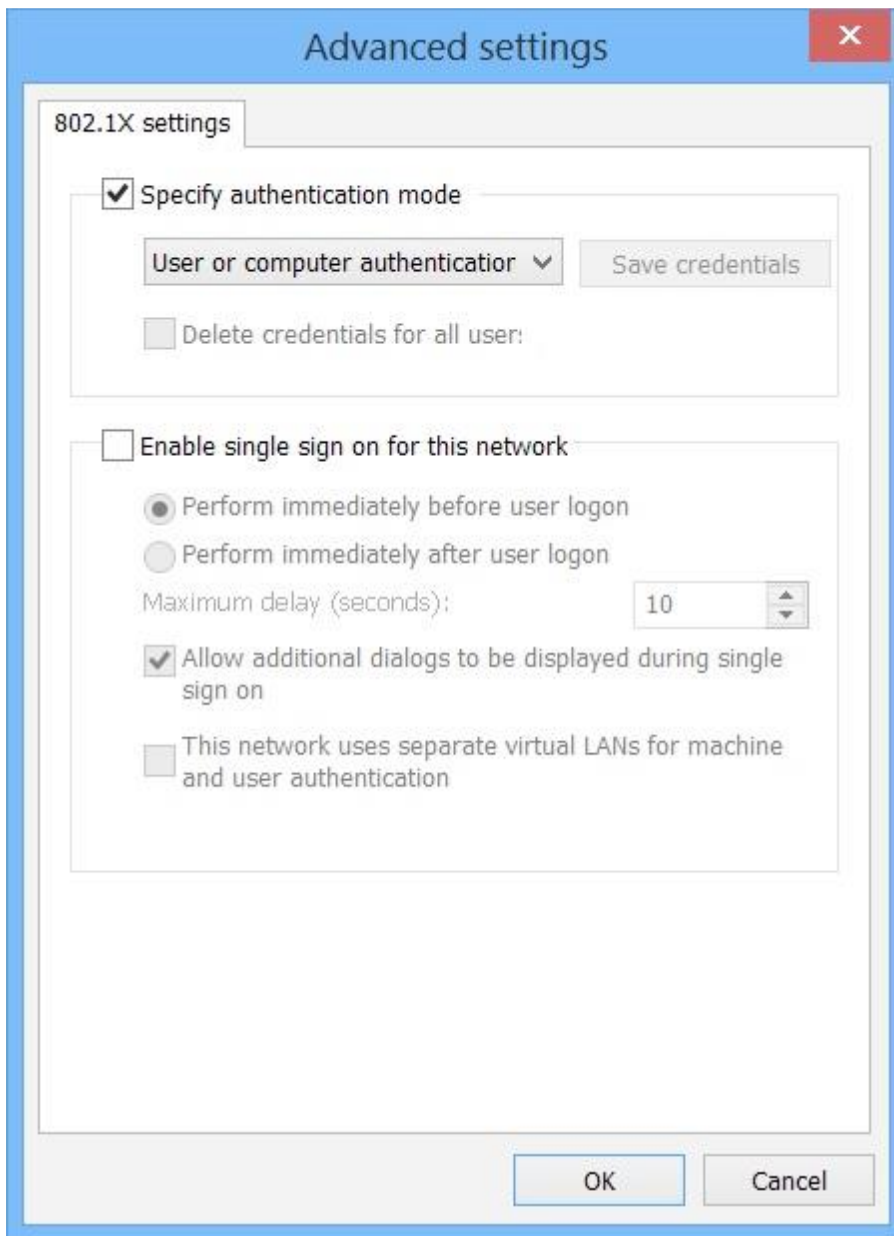 Advanced settings
802.1X settings
Specify authentication mode
User or computer authentication
Save credentials
Delete credentials for all users
Enable single sign on for this network
Perform immediately before user logon
Perform immediately after user logon
Maximum delay (seconds):
10
Allow additional dialogs to be displayed during single
sign on
This network uses separate virtual LANs for machine
and user authentication
OK
Cancel